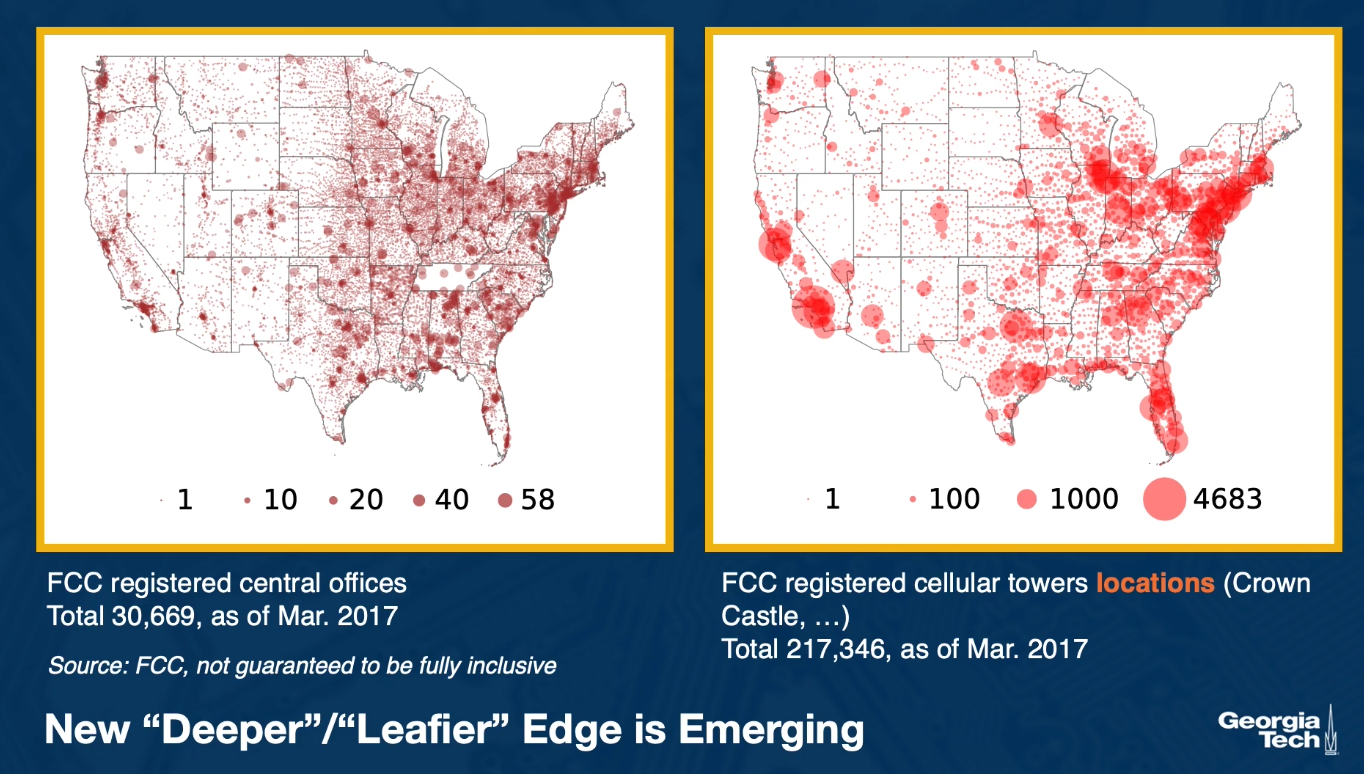 1 10 20 40 58
1 100 1000 4683
FCC registered central offices
Total 30,669, as of Mar. 2017
Source: FCC, not guaranteed to be fully inclusive
FCC registered cellular towers locations (Crown
Castle, …)
Total 217,346, as of Mar. 2017
New “Deeper”/“Leafier” Edge is Emerging
Georgia
Tech